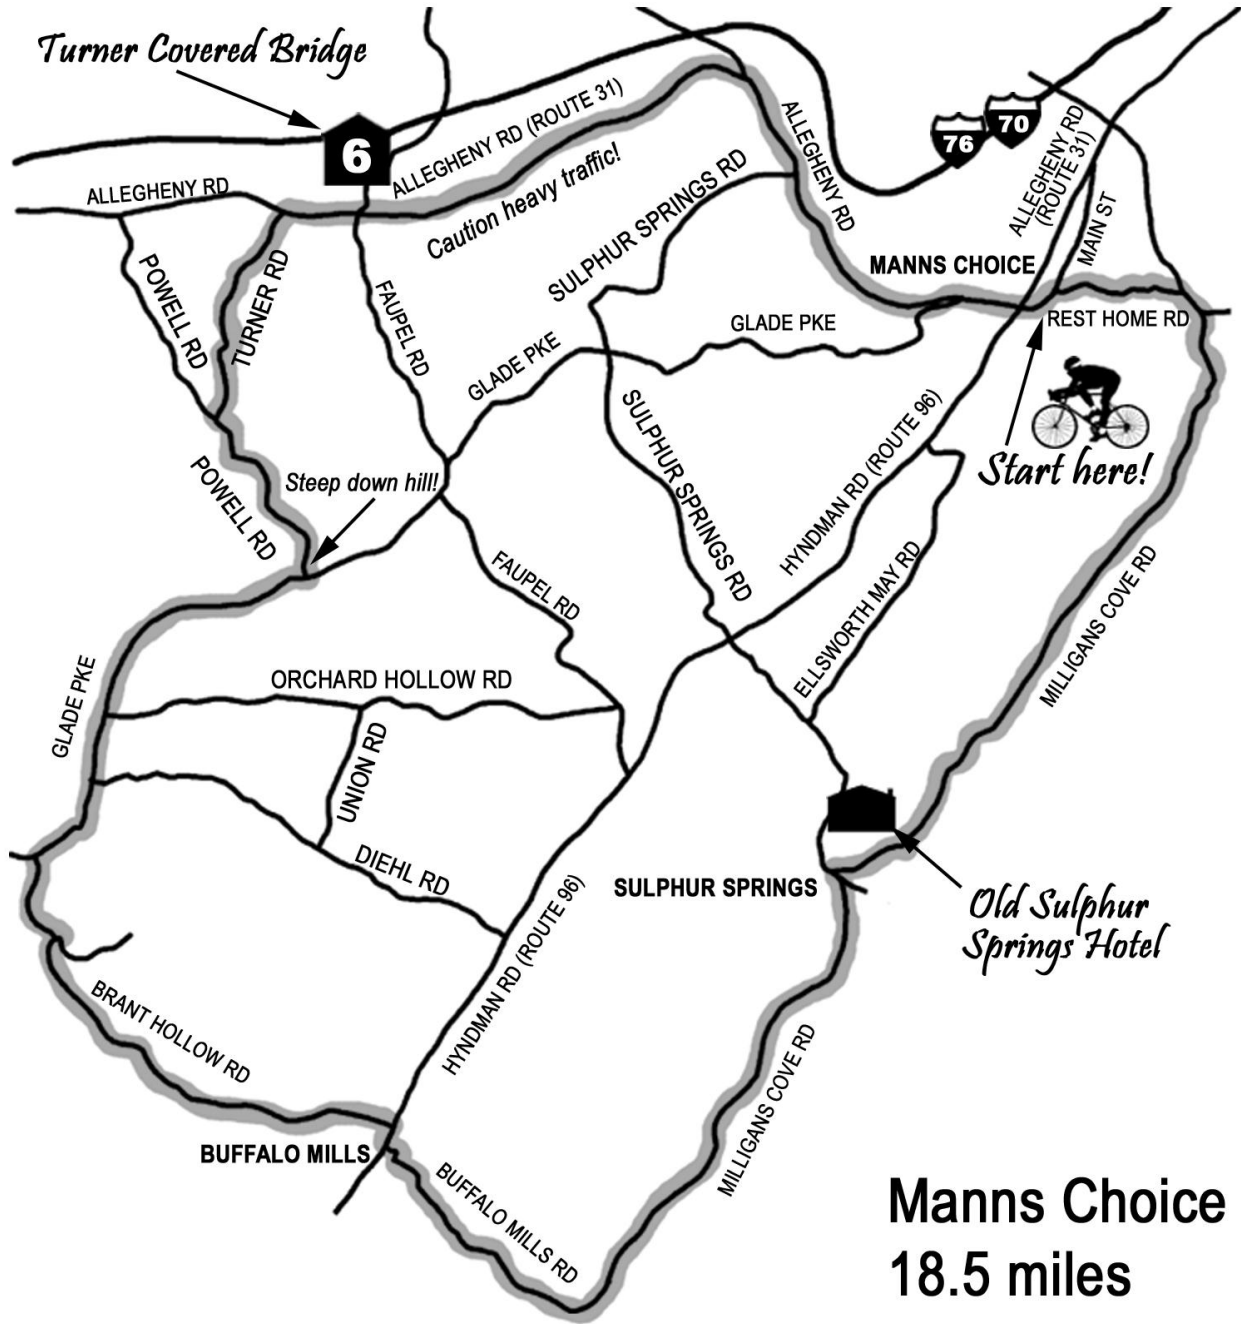 Turner Covered Bridge
6
ALLEGHENY RD (ROUTE 31)
Caution heavy traffic!
ALLEGHENY RD
ALLEGHENY RD
76
70
ALLEGHENY RD
(ROUTE 31)
MAIN ST
SULPHUR SPRINGS RD
MANNS CHOICE
REST HOME RD
POWELL RD
TURNER RD
FAUPEL RD
GLADE PKE
GLADE PKE
Start here!
POWELL RD
Steep down hill!
SULPHUR SPRINGS RD
HYNDMAN RD (ROUTE 96)
FAUPEL RD
ELLSWORTH MAY RD
MILLIGANS COVE RD
GLADE PKE
ORCHARD HOLLOW RD
UNION RD
DIEHL RD
SULPHUR SPRINGS
Old Sulphur
Springs Hotel
HYNDMAN RD (ROUTE 96)
BRANT HOLLOW RD
MILLIGANS COVE RD
BUFFALO MILLS
BUFFALO MILLS RD
Manns Choice
18.5 miles